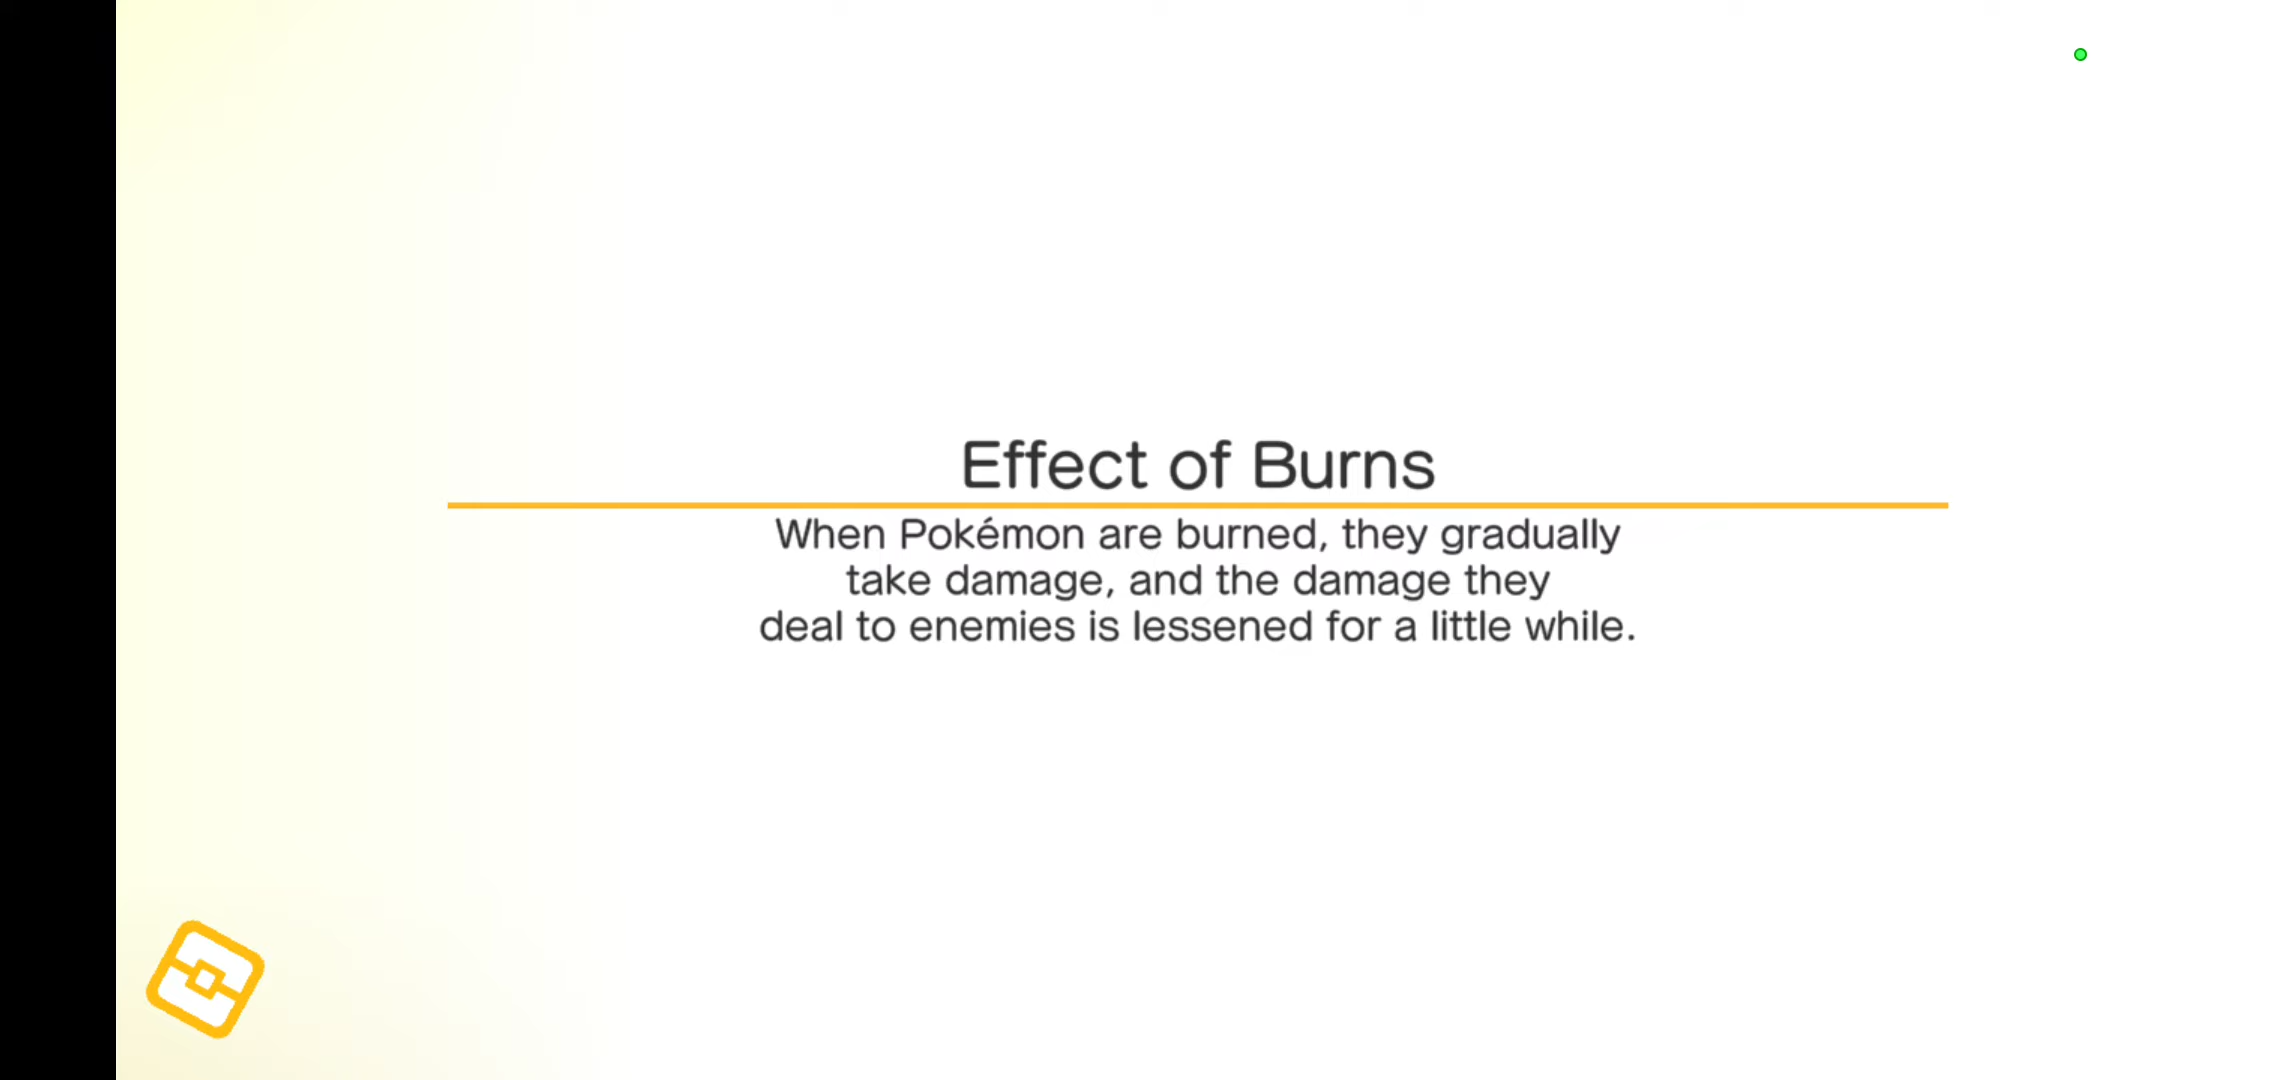 Effect of Burns
When Pokémon are burned, they gradually
take damage, and the damage they
deal to enemies is lessened for a little while.